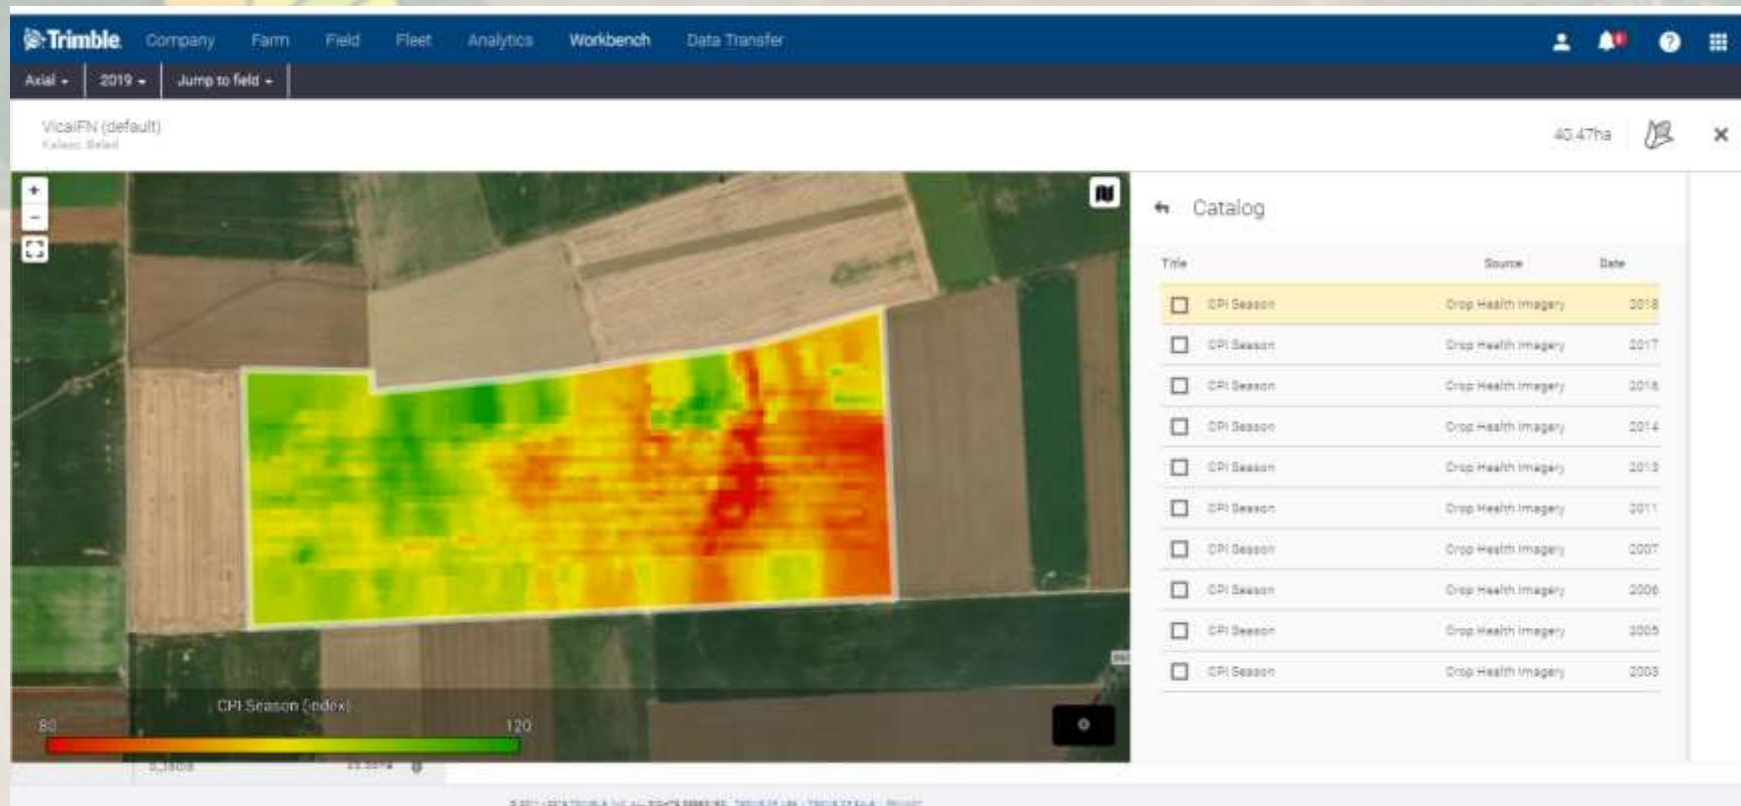 Trimble Company Farm Field Fleet Analytics Workbench Data Transfer
Axial 2019 Jump to field
(default)
40.47ha
Catalog
Title Source Date
CPI Season Crop Health Imagery 2018
CPI Season Crop Health Imagery 2017
CPI Season Crop Health Imagery 2016
CPI Season Crop Health Imagery 2014
CPI Season Crop Health Imagery 2013
CPI Season Crop Health Imagery 2011
CPI Season Crop Health Imagery 2007
CPI Season Crop Health Imagery 2006
CPI Season Crop Health Imagery 2005
CPI Season Crop Health Imagery 2003
CPI Season (index)
80 120